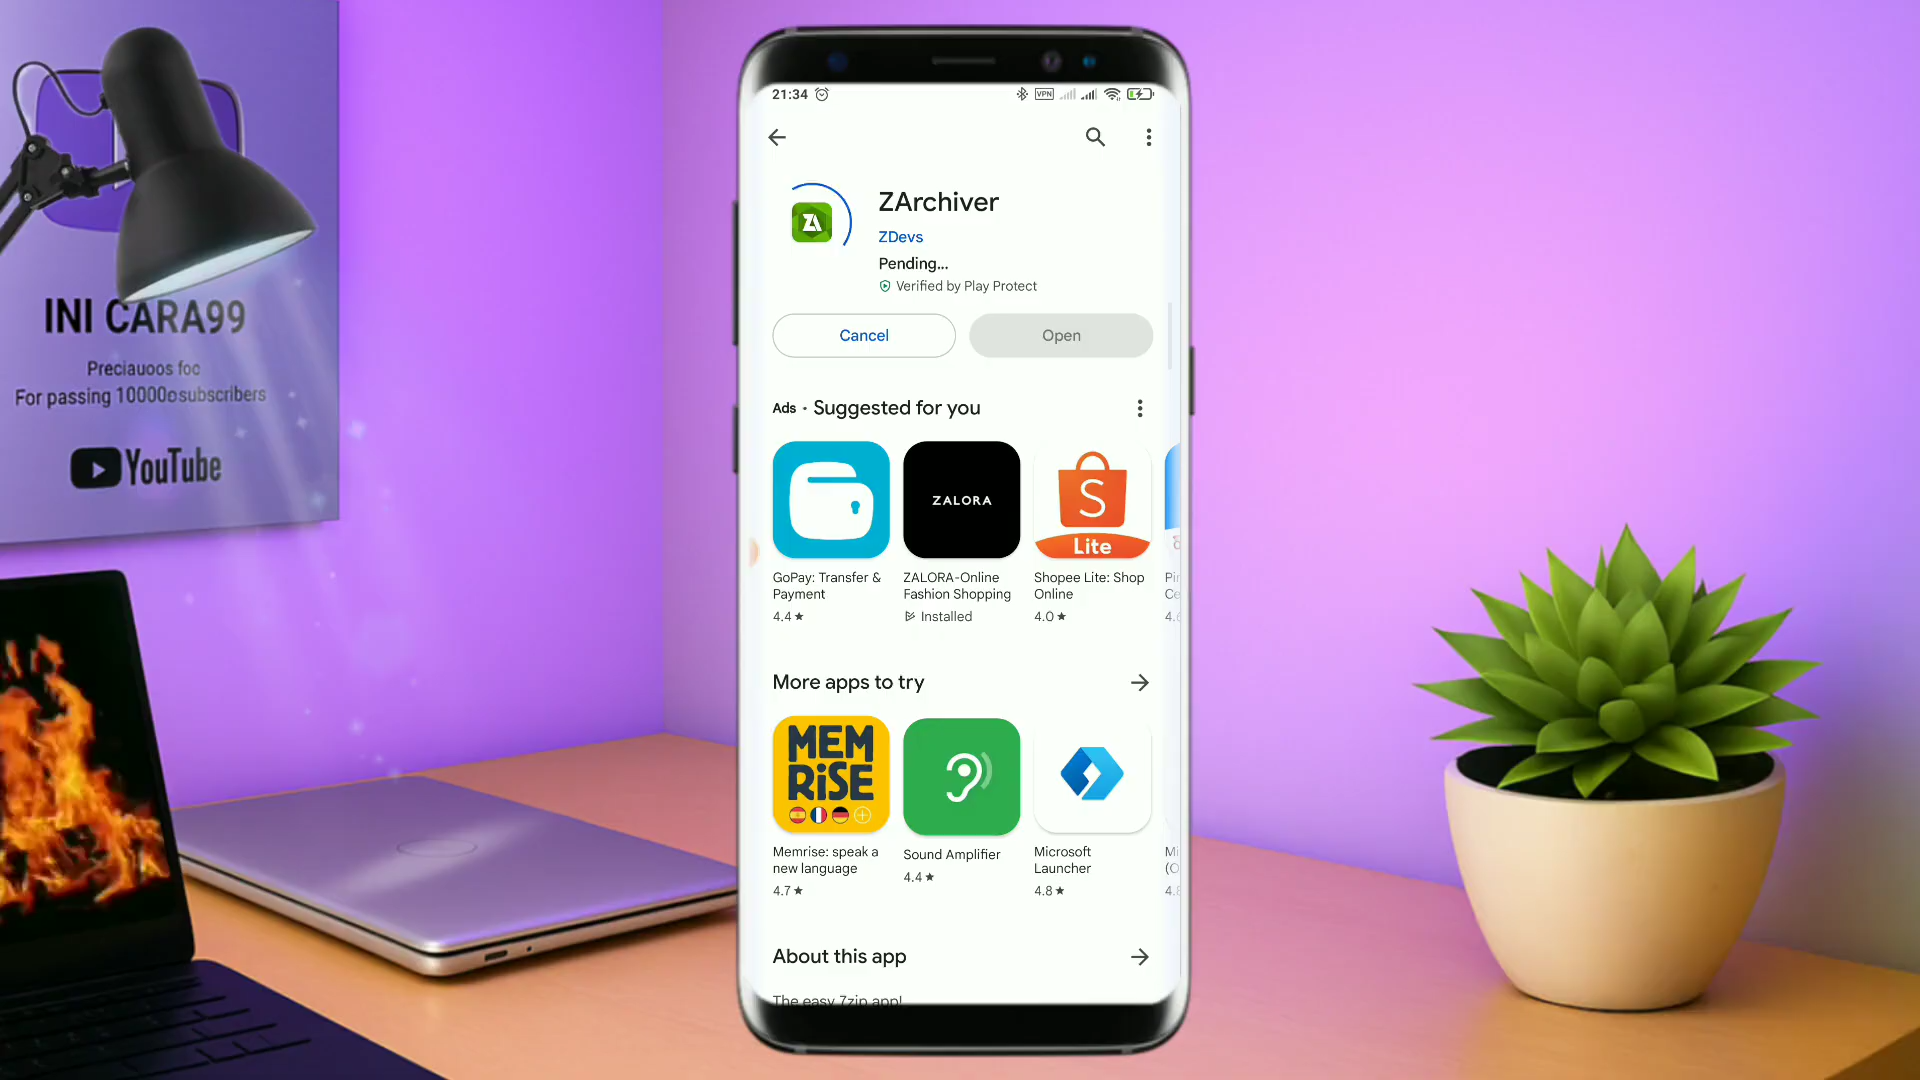 INI CARA99
Preciauoos foc
For passing 10000osubscribers
YouTube
21:34
VPN
ZA
ZArchiver
ZDevs
Pending...
Verified by Play Protect
Cancel
Open
Ads · Suggested for you
ZALORA
S
Lite
GoPay: Transfer &
Payment
4.4 ★
ZALORA-Online
Fashion Shopping
Installed
Shopee Lite: Shop
Online
4.0 ★
More apps to try
MEM
RiSE
Memrise: speak a
new language
4.7 ★
Sound Amplifier
4.4 ★
Microsoft
Launcher
4.8 ★
About this app
The easy 7zip app!